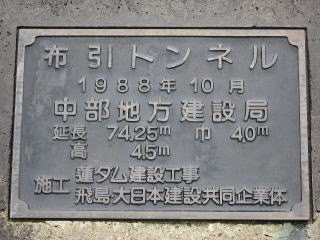 布引トンネル
1988年10月
中部地方建設局
延長 74.25m 巾 4.0m
高 4.5m
施工 蓮ダム建設工事
飛島・大日本建設共同企業体